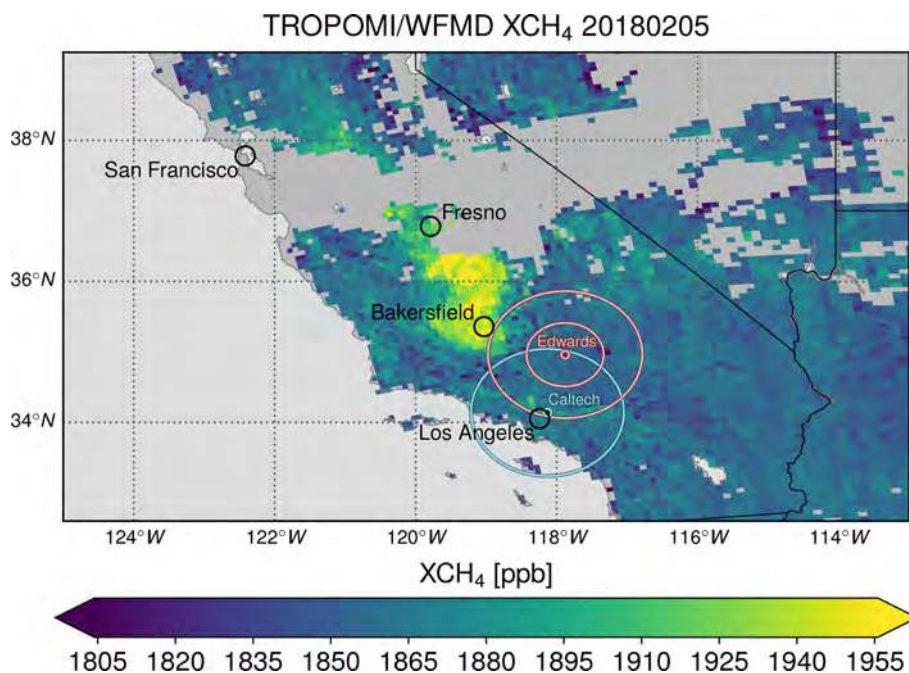 TROPOMI/WFMD XCH₄ 20180205
38°N
San Francisco
Fresno
36°N
Bakersfield
Edwards
Caltech
34°N
Los Angeles
124°W 122°W 120°W 118°W 116°W 114°W
XCH₄ [ppb]
1805 1820 1835 1850 1865 1880 1895 1910 1925 1940 1955